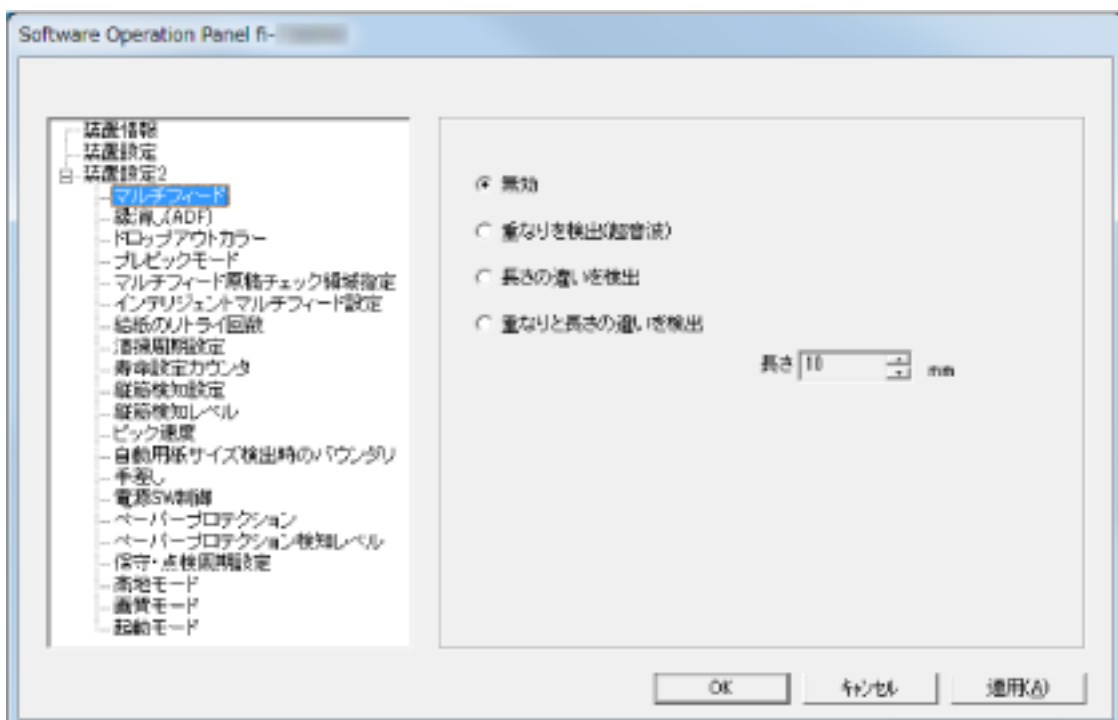 Software Operation Panel fi-
装置情報
装置設定
装置設定2
マルチフィード
縁消し(ADF)
ドロップアウトカラー
プレピックモード
マルチフィード原稿チェック領域指定
インテリジェントマルチフィード設定
給紙のリトライ回数
清掃周期設定
寿命設定カウンタ
縦筋検知設定
縦筋検知レベル
ピック速度
自動用紙サイズ検出時のバウンダリ
手差し
電源SW制御
ペーパープロテクション
ペーパープロテクション検知レベル
保守・点検周期設定
高地モード
画質モード
起動モード
無効
重なりを検出(超音波)
長さの違いを検出
重なりと長さの違いを検出
長さ 10 mm
OK キャンセル 適用(A)